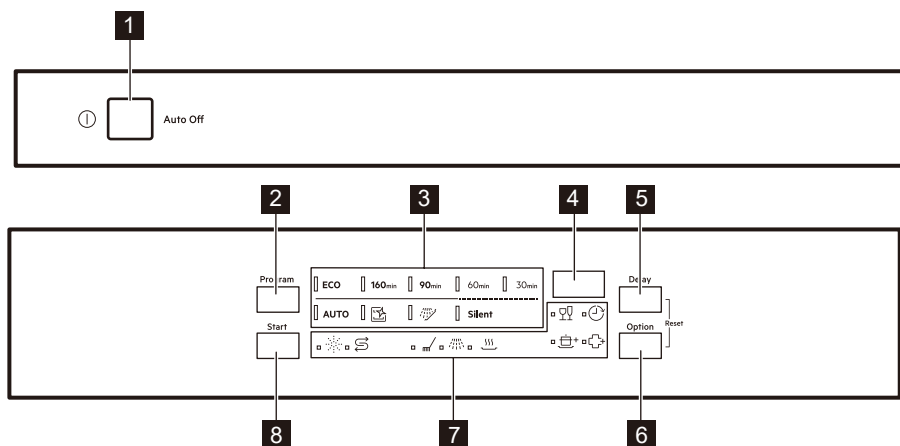 1
Auto Off
2 3 4 5
Program Delay
ECO 160min 90min 60min 30min
AUTO Silent
Start Option
Reset
8 7 6